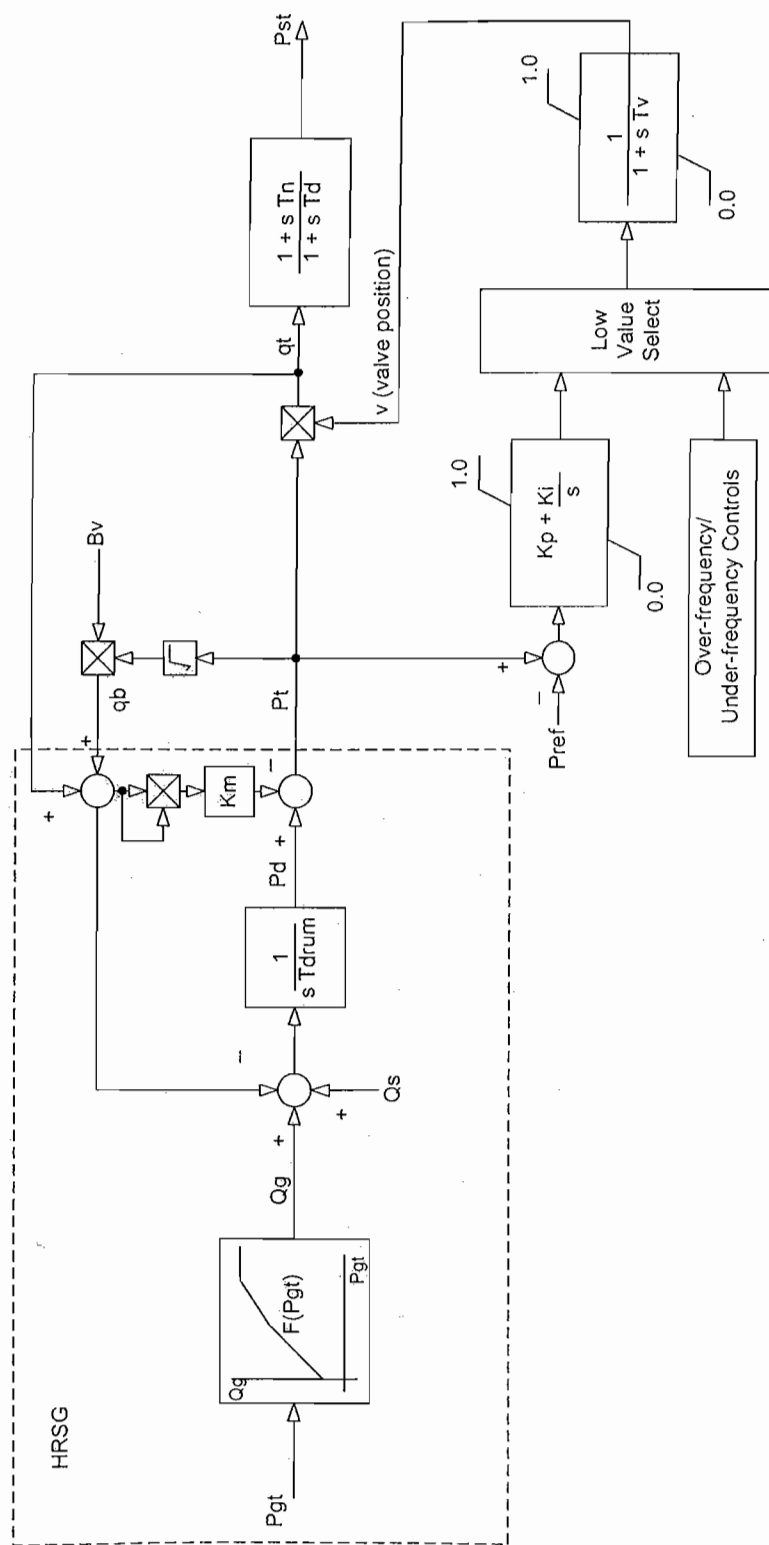 HRSG
Pgt
Qg
F(Pgt)
Pgt
Qg
+
+
Qs
−
1
s Tdrum
Pd
+
−
Km
+
+
qb
Bv
√
Pt
qt
1 + s Tn
1 + s Td
Pst
v (valve position)
Pref
−
+
Kp + Ki
s
1.0
0.0
Over-frequency/
Under-frequency Controls
Low
Value
Select
1
1 + s Tv
1.0
0.0